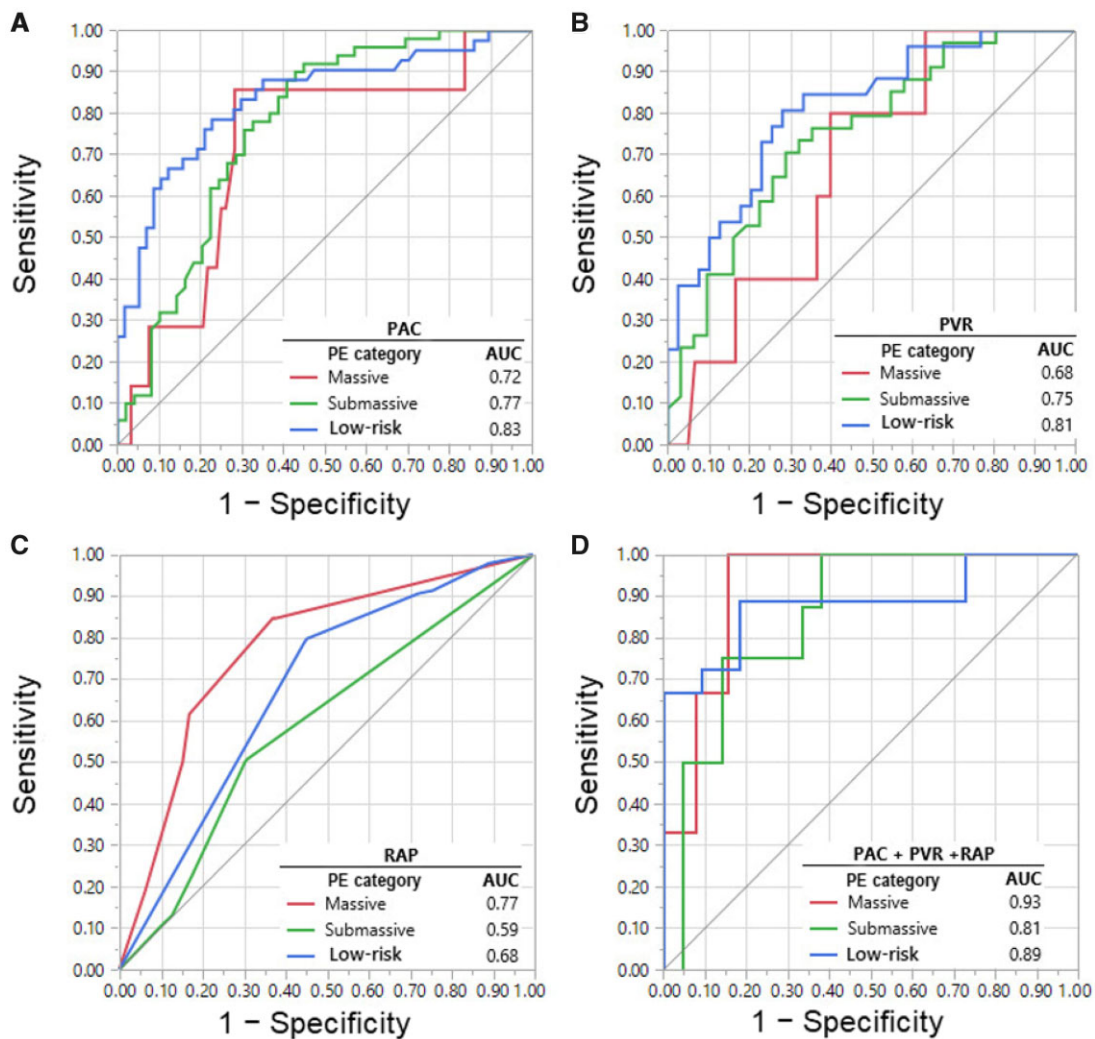 A
1.00
0.90
0.80
0.70
0.60
0.50
0.40
0.30
0.20
0.10
0.00
Sensitivity
PAC
PE category AUC
Massive 0.72
Submassive 0.77
Low-risk 0.83
0.00 0.10 0.20 0.30 0.40 0.50 0.60 0.70 0.80 0.90 1.00
1 − Specificity
B
1.00
0.90
0.80
0.70
0.60
0.50
0.40
0.30
0.20
0.10
0.00
Sensitivity
PVR
PE category AUC
Massive 0.68
Submassive 0.75
Low-risk 0.81
0.00 0.10 0.20 0.30 0.40 0.50 0.60 0.70 0.80 0.90 1.00
1 − Specificity
C
1.00
0.90
0.80
0.70
0.60
0.50
0.40
0.30
0.20
0.10
0.00
Sensitivity
RAP
PE category AUC
Massive 0.77
Submassive 0.59
Low-risk 0.68
0.00 0.10 0.20 0.30 0.40 0.50 0.60 0.70 0.80 0.90 1.00
1 − Specificity
D
1.00
0.90
0.80
0.70
0.60
0.50
0.40
0.30
0.20
0.10
0.00
Sensitivity
PAC + PVR +RAP
PE category AUC
Massive 0.93
Submassive 0.81
Low-risk 0.89
0.00 0.10 0.20 0.30 0.40 0.50 0.60 0.70 0.80 0.90 1.00
1 − Specificity